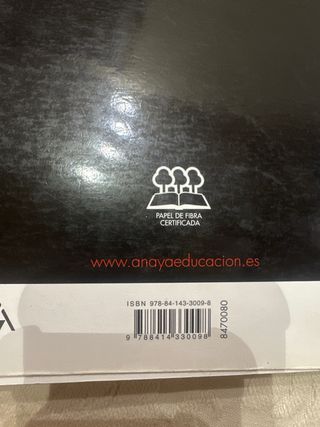 PAPEL DE FIBRA
CERTIFICADA
www.anayaeducacion.es
ISBN 978-84-143-3009-8
9 788414 330098
8470080